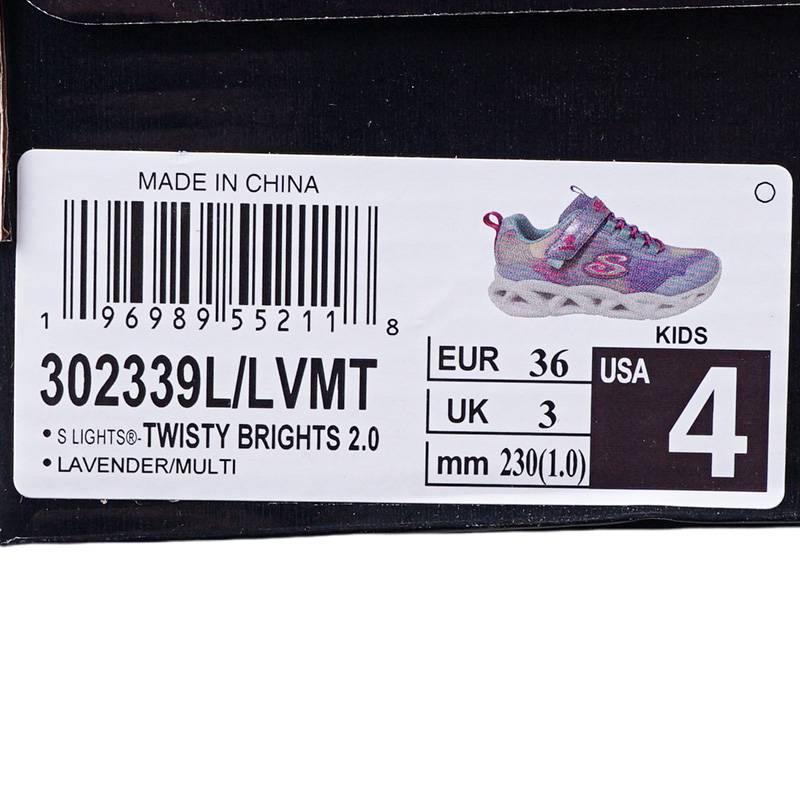 MADE IN CHINA
1 96989 55211 8
302339L/LVMT
• S LIGHTS®-TWISTY BRIGHTS 2.0
• LAVENDER/MULTI
KIDS
EUR 36
UK 3
mm 230(1.0)
USA 4